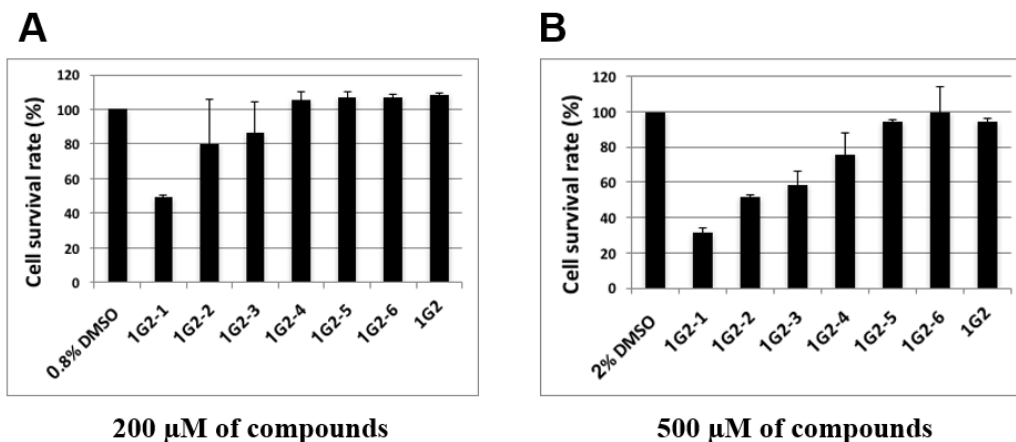 A
B
Cell survival rate (%)
120
100
80
60
40
20
0
0.8% DMSO
1G2-1
1G2-2
1G2-3
1G2-4
1G2-5
1G2-6
1G2
200 μM of compounds
Cell survival rate (%)
120
100
80
60
40
20
0
2% DMSO
1G2-1
1G2-2
1G2-3
1G2-4
1G2-5
1G2-6
1G2
500 μM of compounds